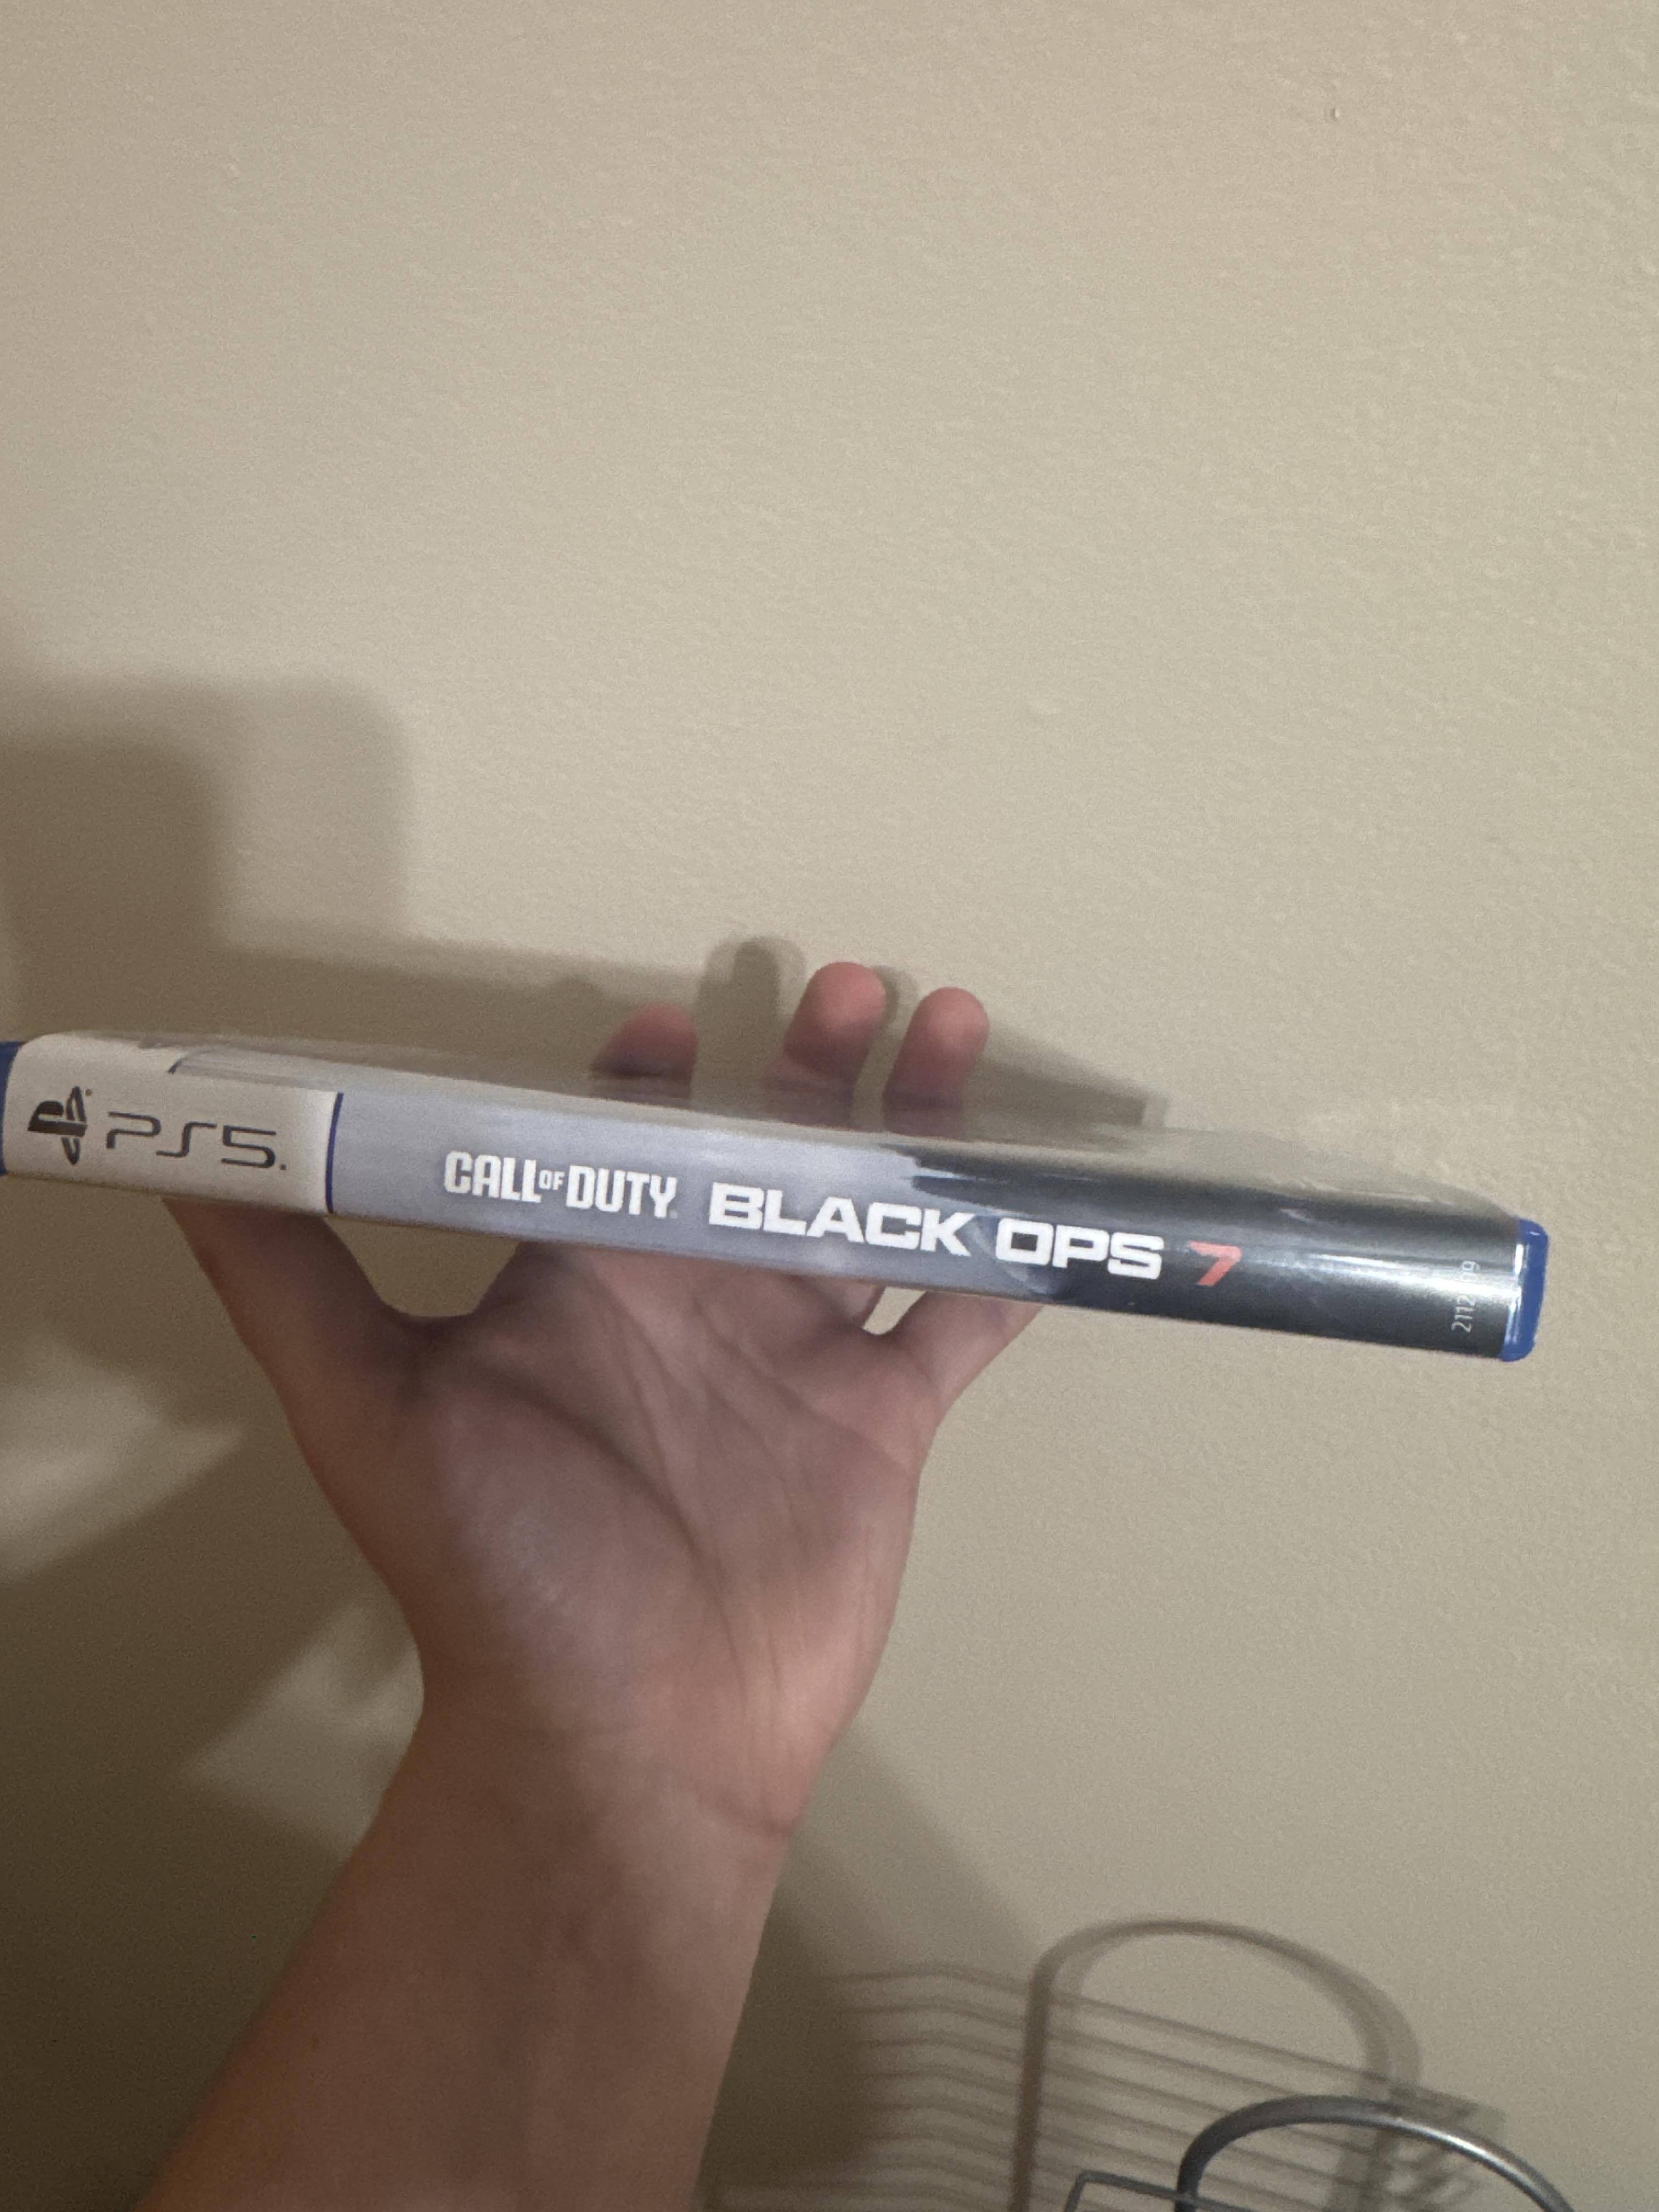 PS5
CALL OF DUTY BLACK OPS 7